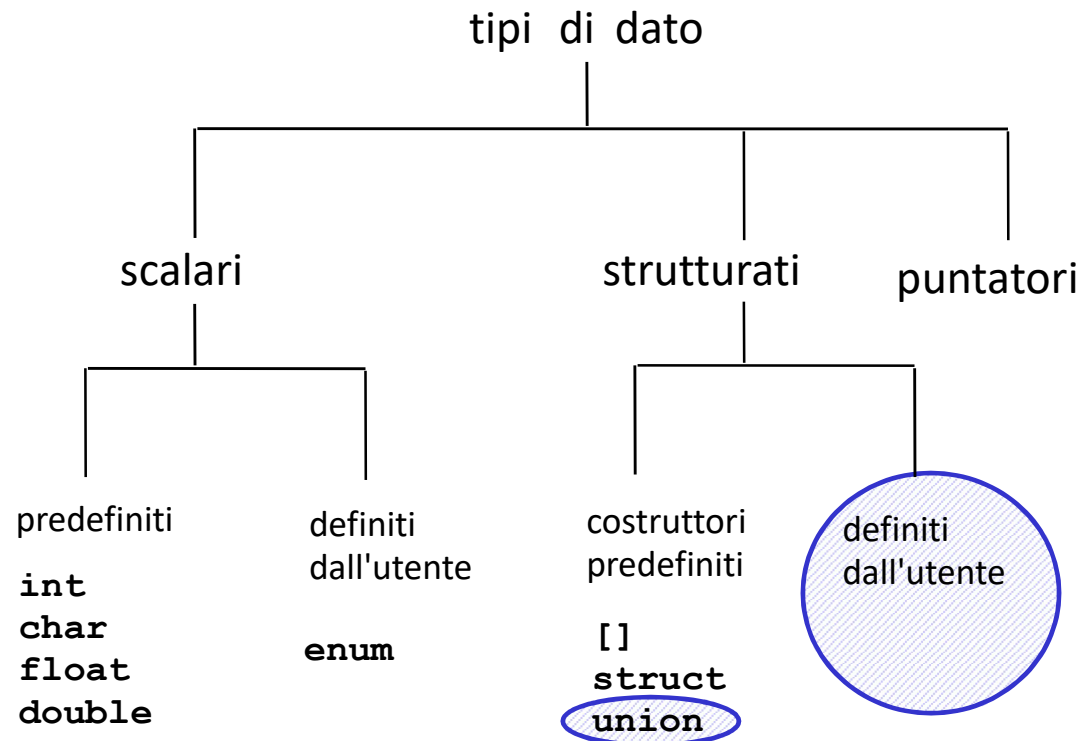 tipi di dato
scalari
strutturati
puntatori
predefiniti
int
char
float
double
definiti
dall'utente
enum
costruttori
predefiniti
[]
struct
union
definiti
dall'utente